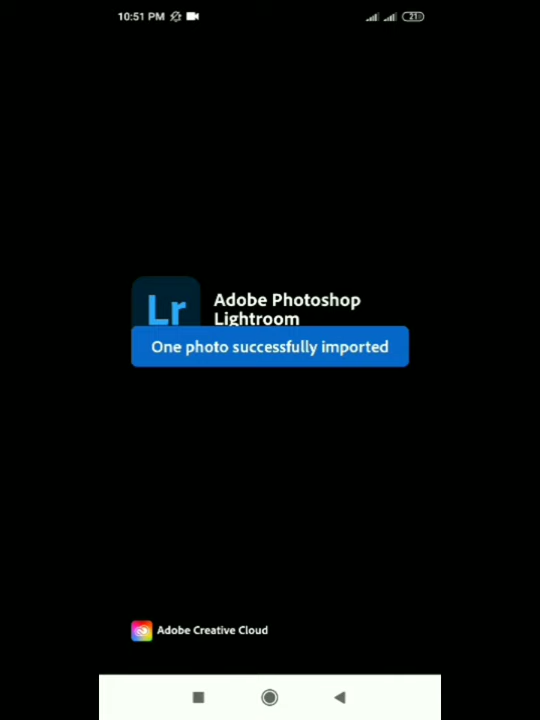 10:51 PM
21
Lr
Adobe Photoshop
Lightroom
One photo successfully imported
Adobe Creative Cloud